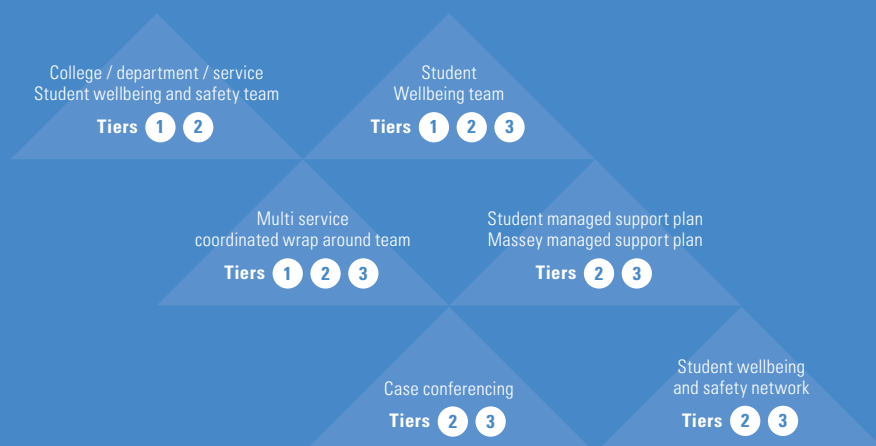 College / department / service
Student wellbeing and safety team
Tiers 1 2
Student
Wellbeing team
Tiers 1 2 3
Multi service
coordinated wrap around team
Tiers 1 2 3
Student managed support plan
Massey managed support plan
Tiers 2 3
Case conferencing
Tiers 2 3
Student wellbeing
and safety network
Tiers 2 3